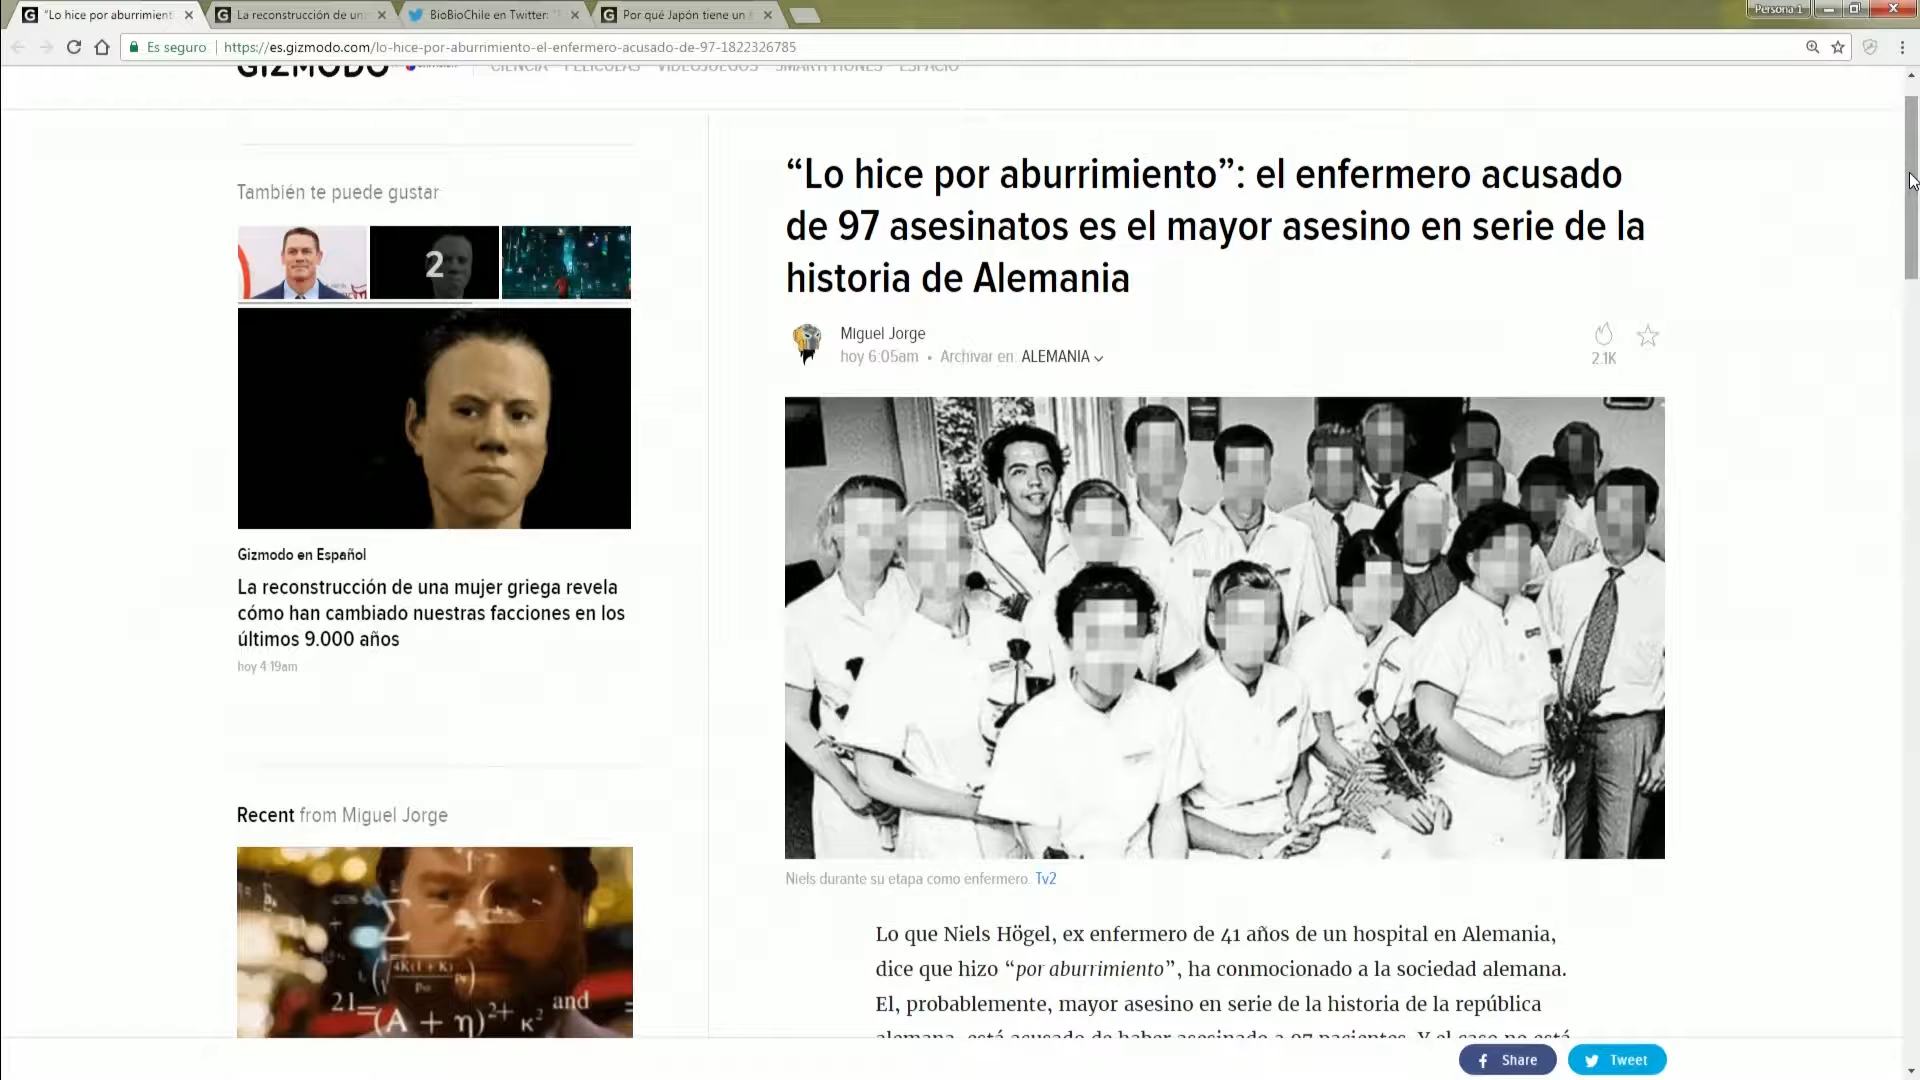 "Lo hice por aburrimient
La reconstrucción de un
BioBioChile en Twitter: "
Por qué Japón tiene un
Persona 1
Es seguro
https://es.gizmodo.com/lo-hice-por-aburrimiento-el-enfermero-acusado-de-97-1822326785
GIZMODO
CIENCIA PELÍCULAS VIDEOJUEGOS SMARTPHONES ESPACIO
También te puede gustar
2
Gizmodo en Español
La reconstrucción de una mujer griega revela
cómo han cambiado nuestras facciones en los
últimos 9.000 años
hoy 4 19am
Recent from Miguel Jorge
4K(1 + K)
21=
(A + η)²⁺ κ² and
“Lo hice por aburrimiento”: el enfermero acusado
de 97 asesinatos es el mayor asesino en serie de la
historia de Alemania
Miguel Jorge
hoy 6:05am • Archivar en: ALEMANIA
2.1K
Niels durante su etapa como enfermero. Tv2
Lo que Niels Högel, ex enfermero de 41 años de un hospital en Alemania,
dice que hizo “por aburrimiento”, ha conmocionado a la sociedad alemana.
El, probablemente, mayor asesino en serie de la historia de la república
alemana, está acusado de haber asesinado a 97 pacientes. Y el caso no está
Share
Tweet